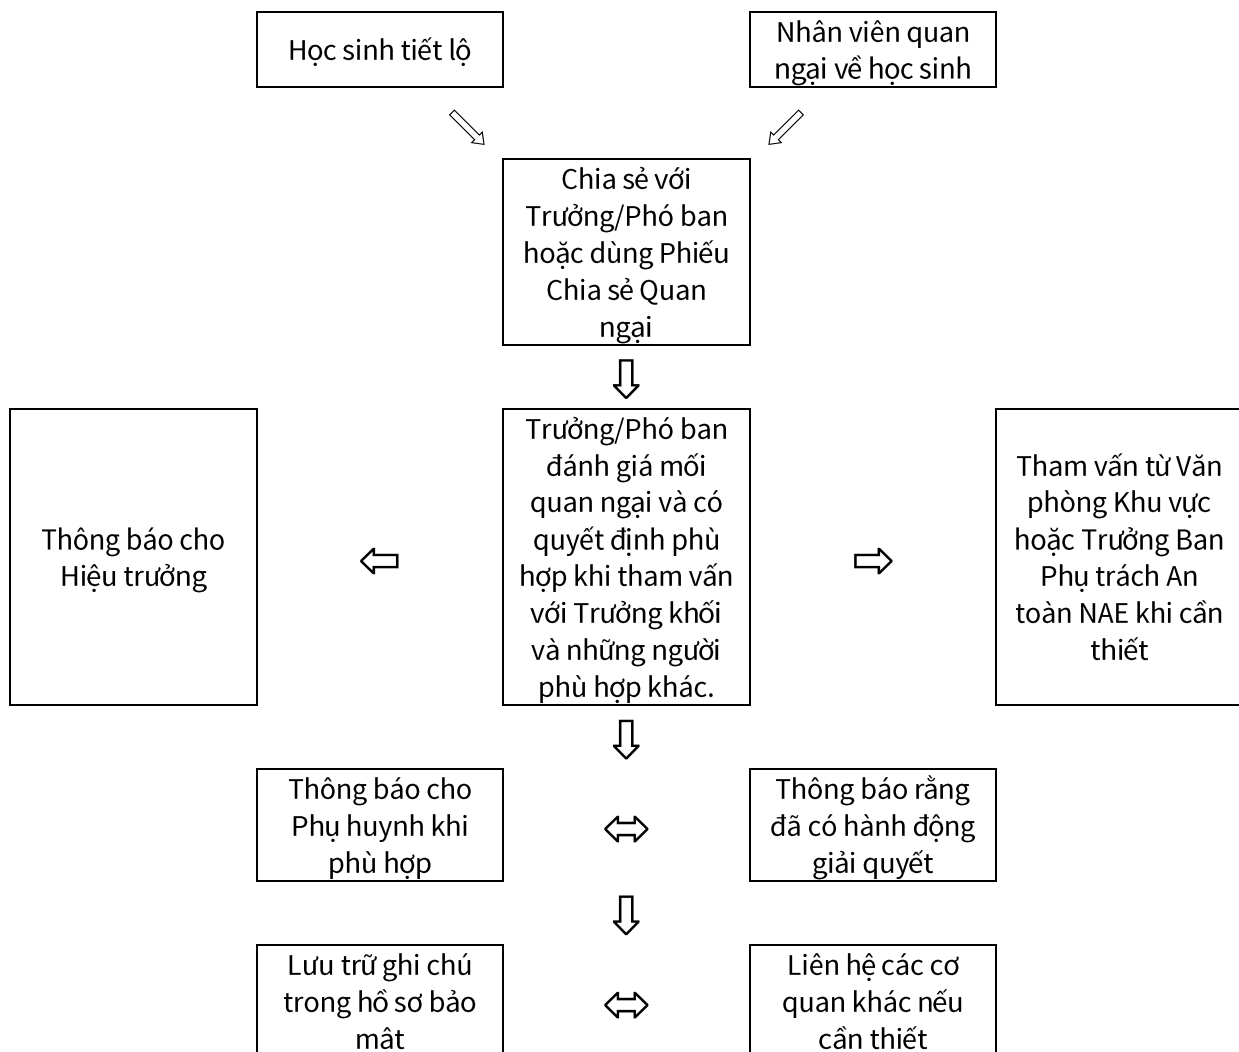 Học sinh tiết lộ
Nhân viên quan
ngại về học sinh
Chia sẻ với
Trưởng/Phó ban
hoặc dùng Phiếu
Chia sẻ Quan
ngại
Thông báo cho
Hiệu trưởng
Trưởng/Phó ban
đánh giá mối
quan ngại và có
quyết định phù
hợp khi tham vấn
với Trưởng khối
và những người
phù hợp khác.
Tham vấn từ Văn
phòng Khu vực
hoặc Trưởng Ban
Phụ trách An
toàn NAE khi cần
thiết
Thông báo cho
Phụ huynh khi
phù hợp
Thông báo rằng
đã có hành động
giải quyết
Lưu trữ ghi chú
trong hồ sơ bảo
mật
Liên hệ các cơ
quan khác nếu
cần thiết